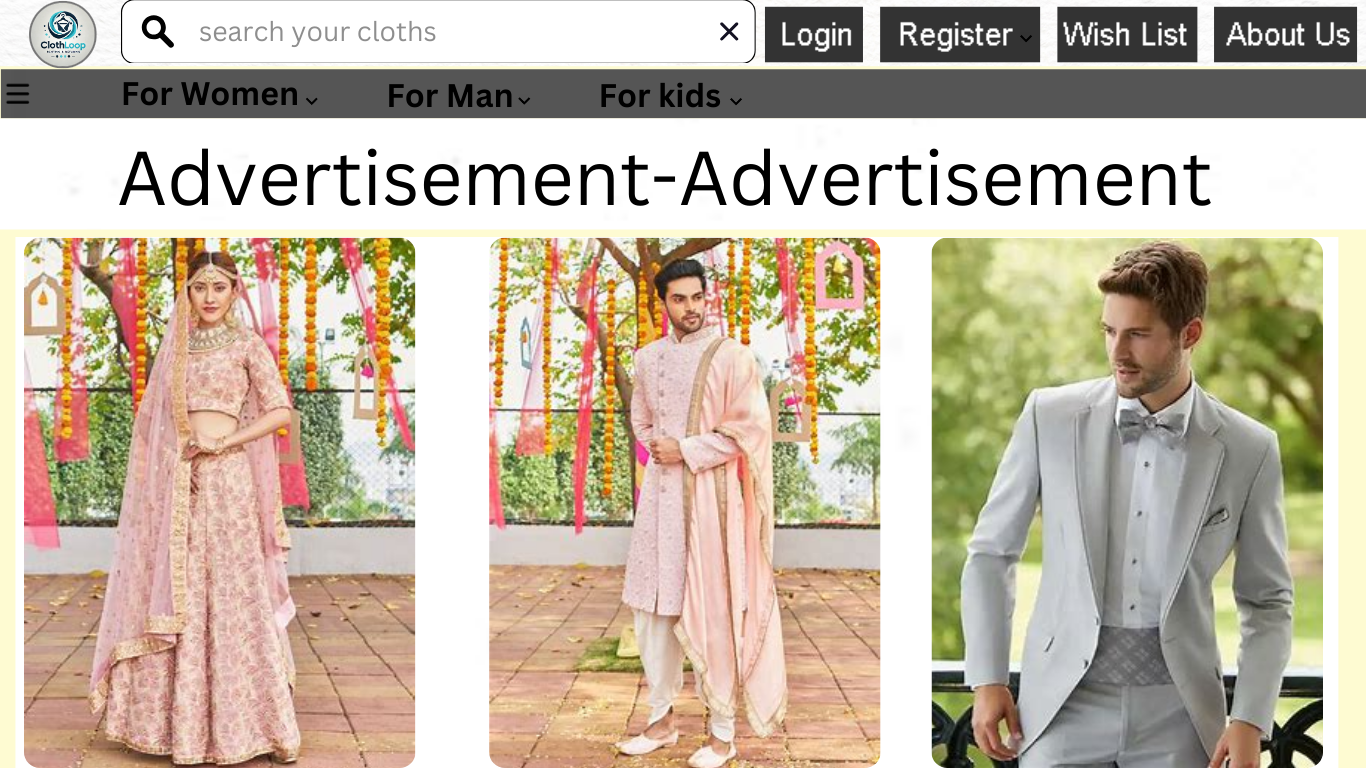 ClothLoop
search your cloths
Login
Register
Wish List
About Us
For Women
For Man
For kids
Advertisement-Advertisement